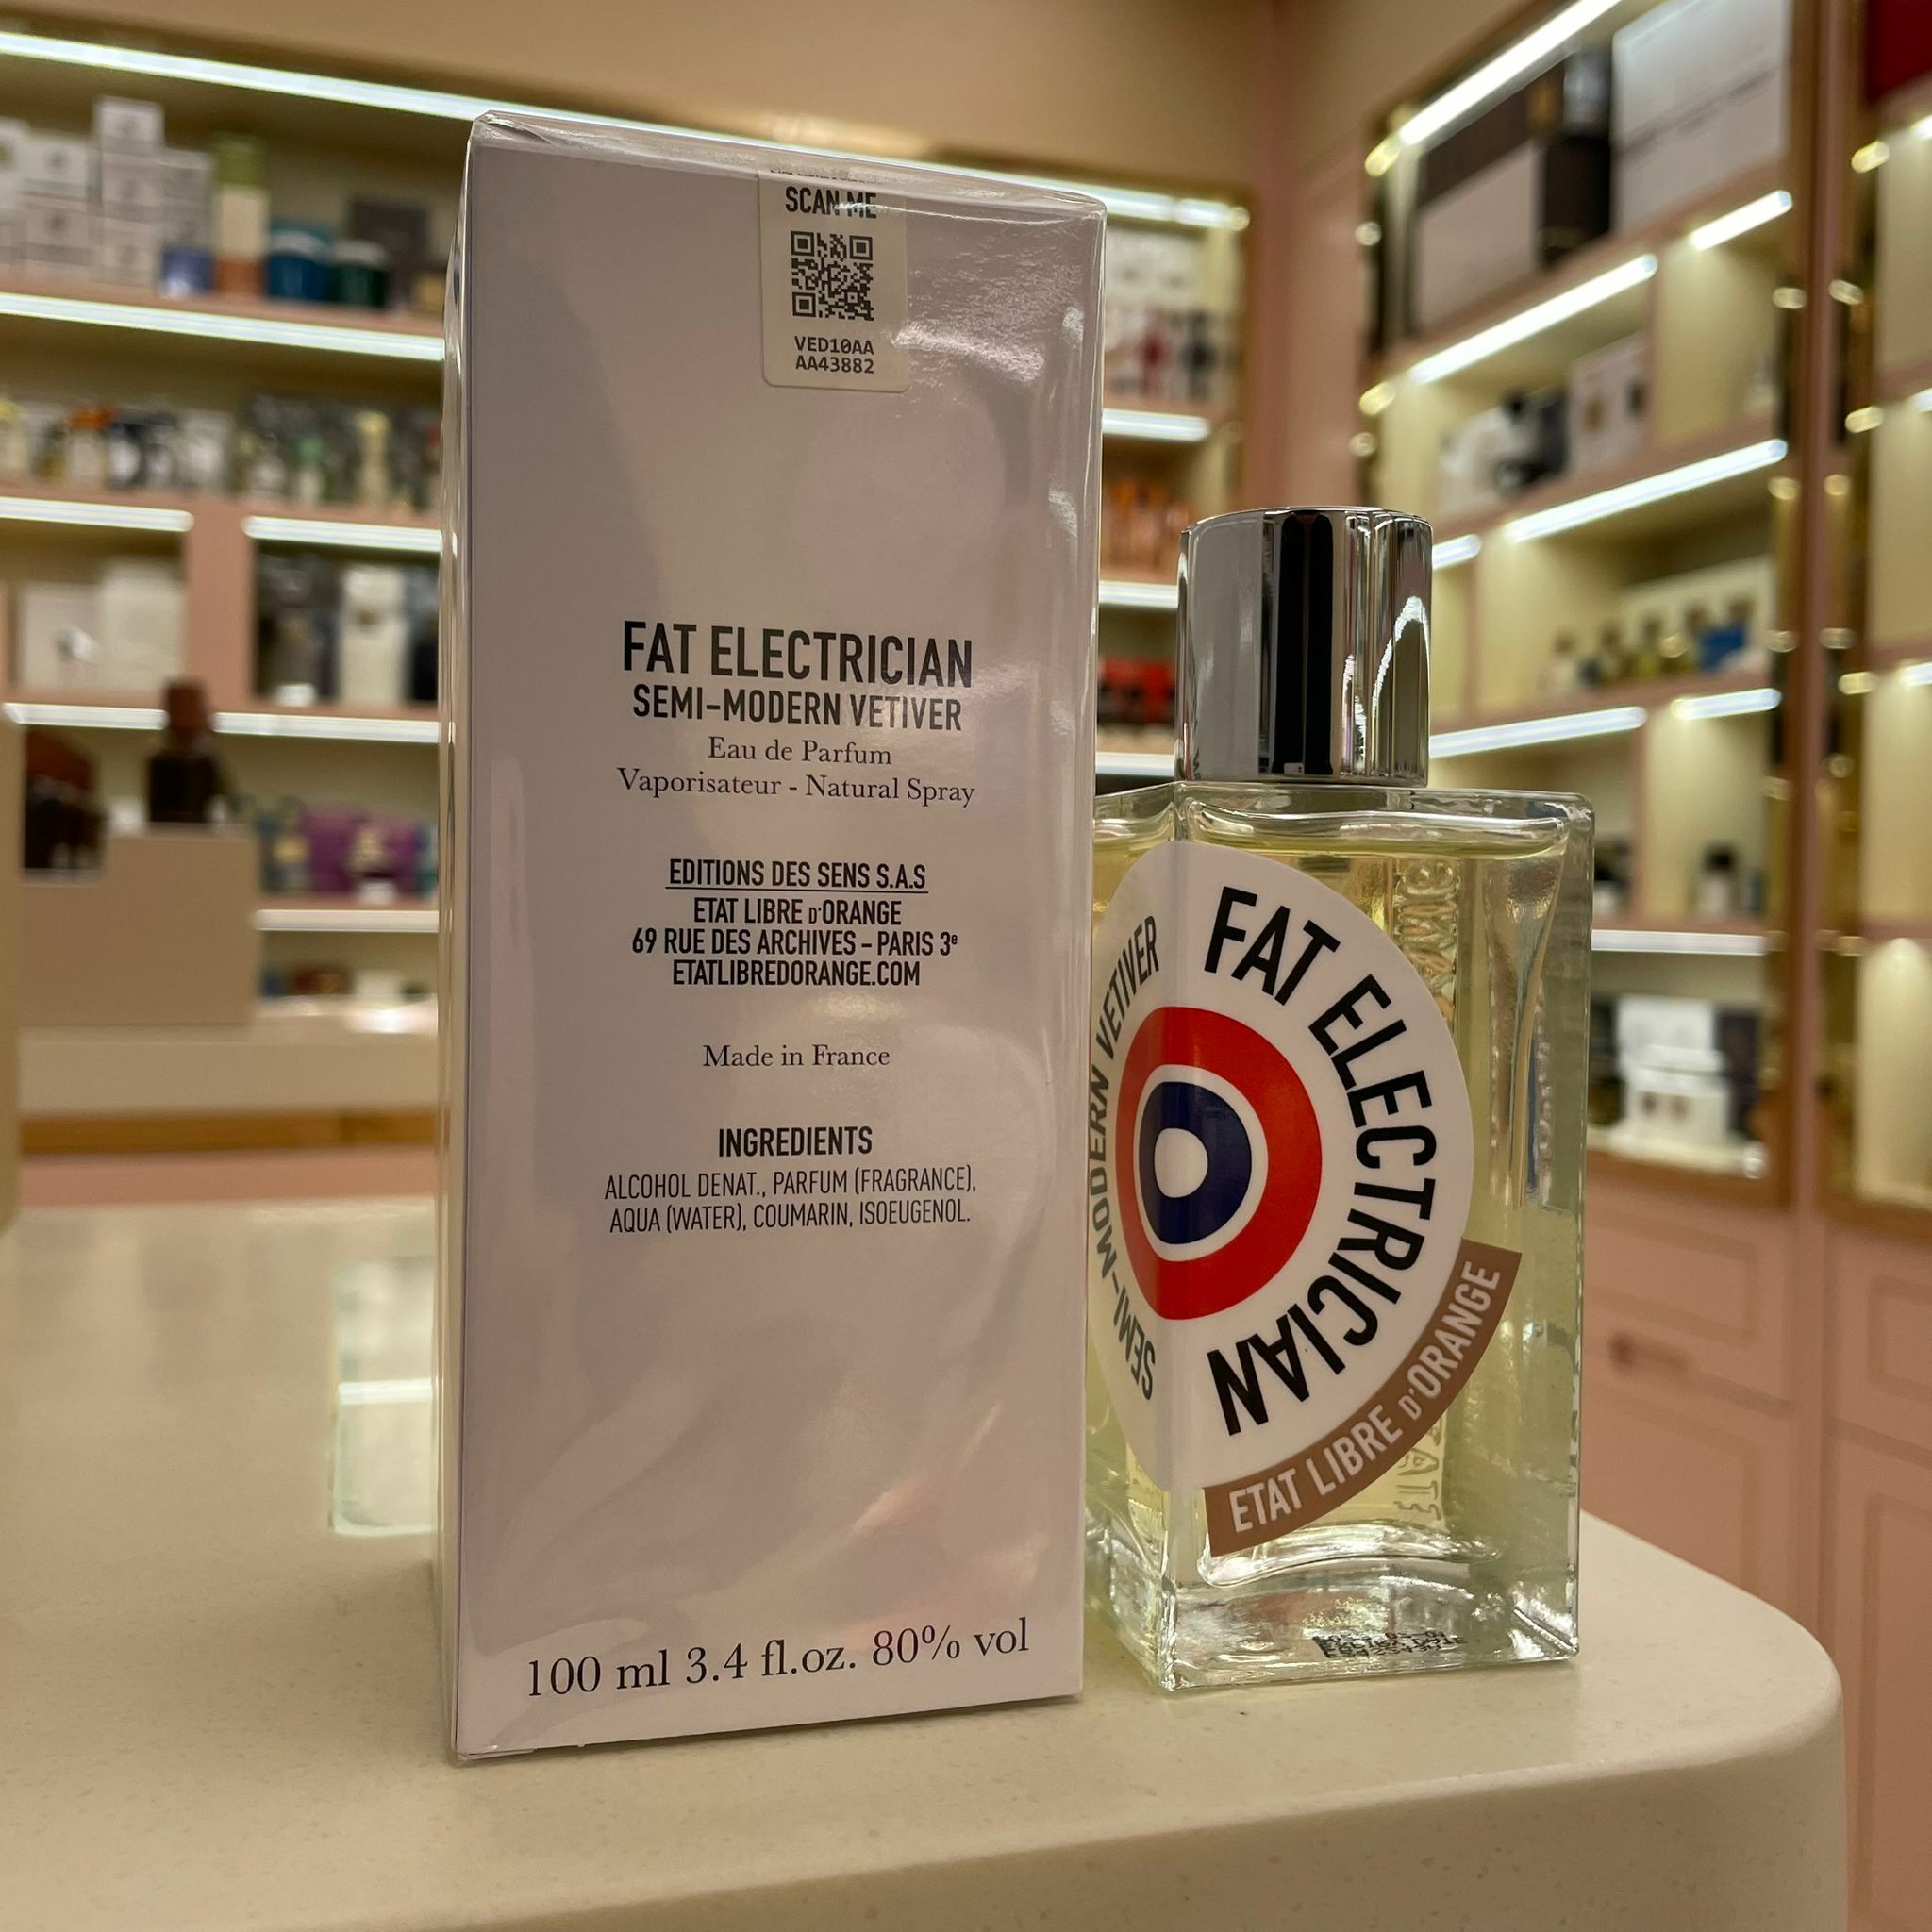 SCAN ME
VED10AA
AA43882
FAT ELECTRICIAN
SEMI-MODERN VETIVER
Eau de Parfum
Vaporisateur - Natural Spray
EDITIONS DES SENS S.A.S
ETAT LIBRE D'ORANGE
69 RUE DES ARCHIVES - PARIS 3e
ETATLIBREDORANGE.COM
Made in France
INGREDIENTS
ALCOHOL DENAT., PARFUM (FRAGRANCE),
AQUA (WATER), COUMARIN, ISOEUGENOL.
100 ml 3.4 fl.oz. 80% vol
FAT ELECTRICIAN
SEMI-MODERN VETIVER
ETAT LIBRE D'ORANGE